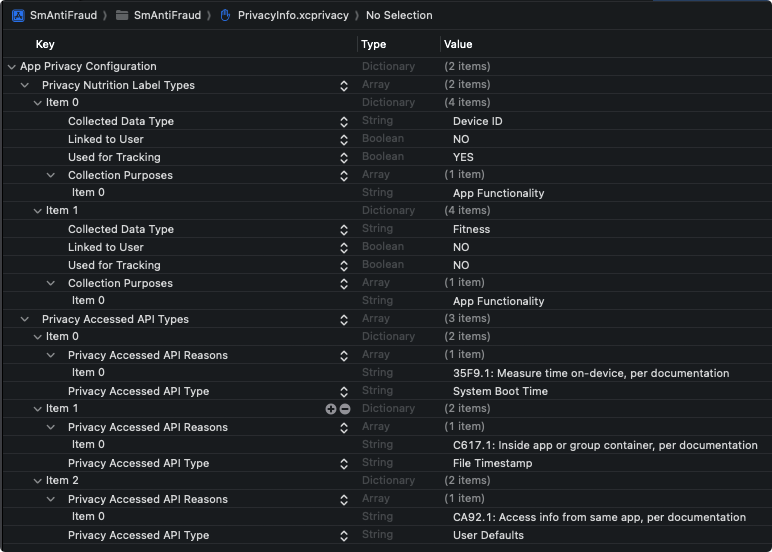 SmAntiFraud SmAntiFraud PrivacyInfo.xcprivacy No Selection
Key Type Value
App Privacy Configuration Dictionary (2 items)
Privacy Nutrition Label Types Array (2 items)
Item 0 Dictionary (4 items)
Collected Data Type String Device ID
Linked to User Boolean NO
Used for Tracking Boolean YES
Collection Purposes Array (1 item)
Item 0 String App Functionality
Item 1 Dictionary (4 items)
Collected Data Type String Fitness
Linked to User Boolean NO
Used for Tracking Boolean NO
Collection Purposes Array (1 item)
Item 0 String App Functionality
Privacy Accessed API Types Array (3 items)
Item 0 Dictionary (2 items)
Privacy Accessed API Reasons Array (1 item)
Item 0 String 35F9.1: Measure time on-device, per documentation
Privacy Accessed API Type String System Boot Time
Item 1 Dictionary (2 items)
Privacy Accessed API Reasons Array (1 item)
Item 0 String C617.1: Inside app or group container, per documentation
Privacy Accessed API Type String File Timestamp
Item 2 Dictionary (2 items)
Privacy Accessed API Reasons Array (1 item)
Item 0 String CA92.1: Access info from same app, per documentation
Privacy Accessed API Type String User Defaults